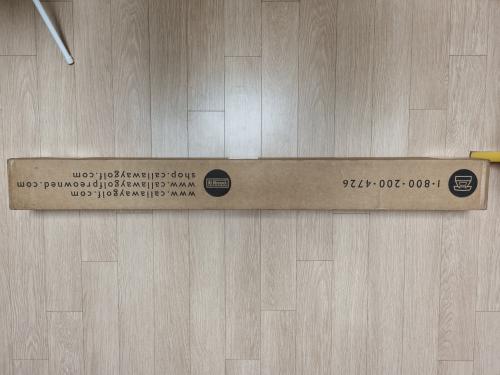 1·800·200·4726
www.callawaygolf.com
www.callawaygolfpreowned.com
shop.callawaygolf.com